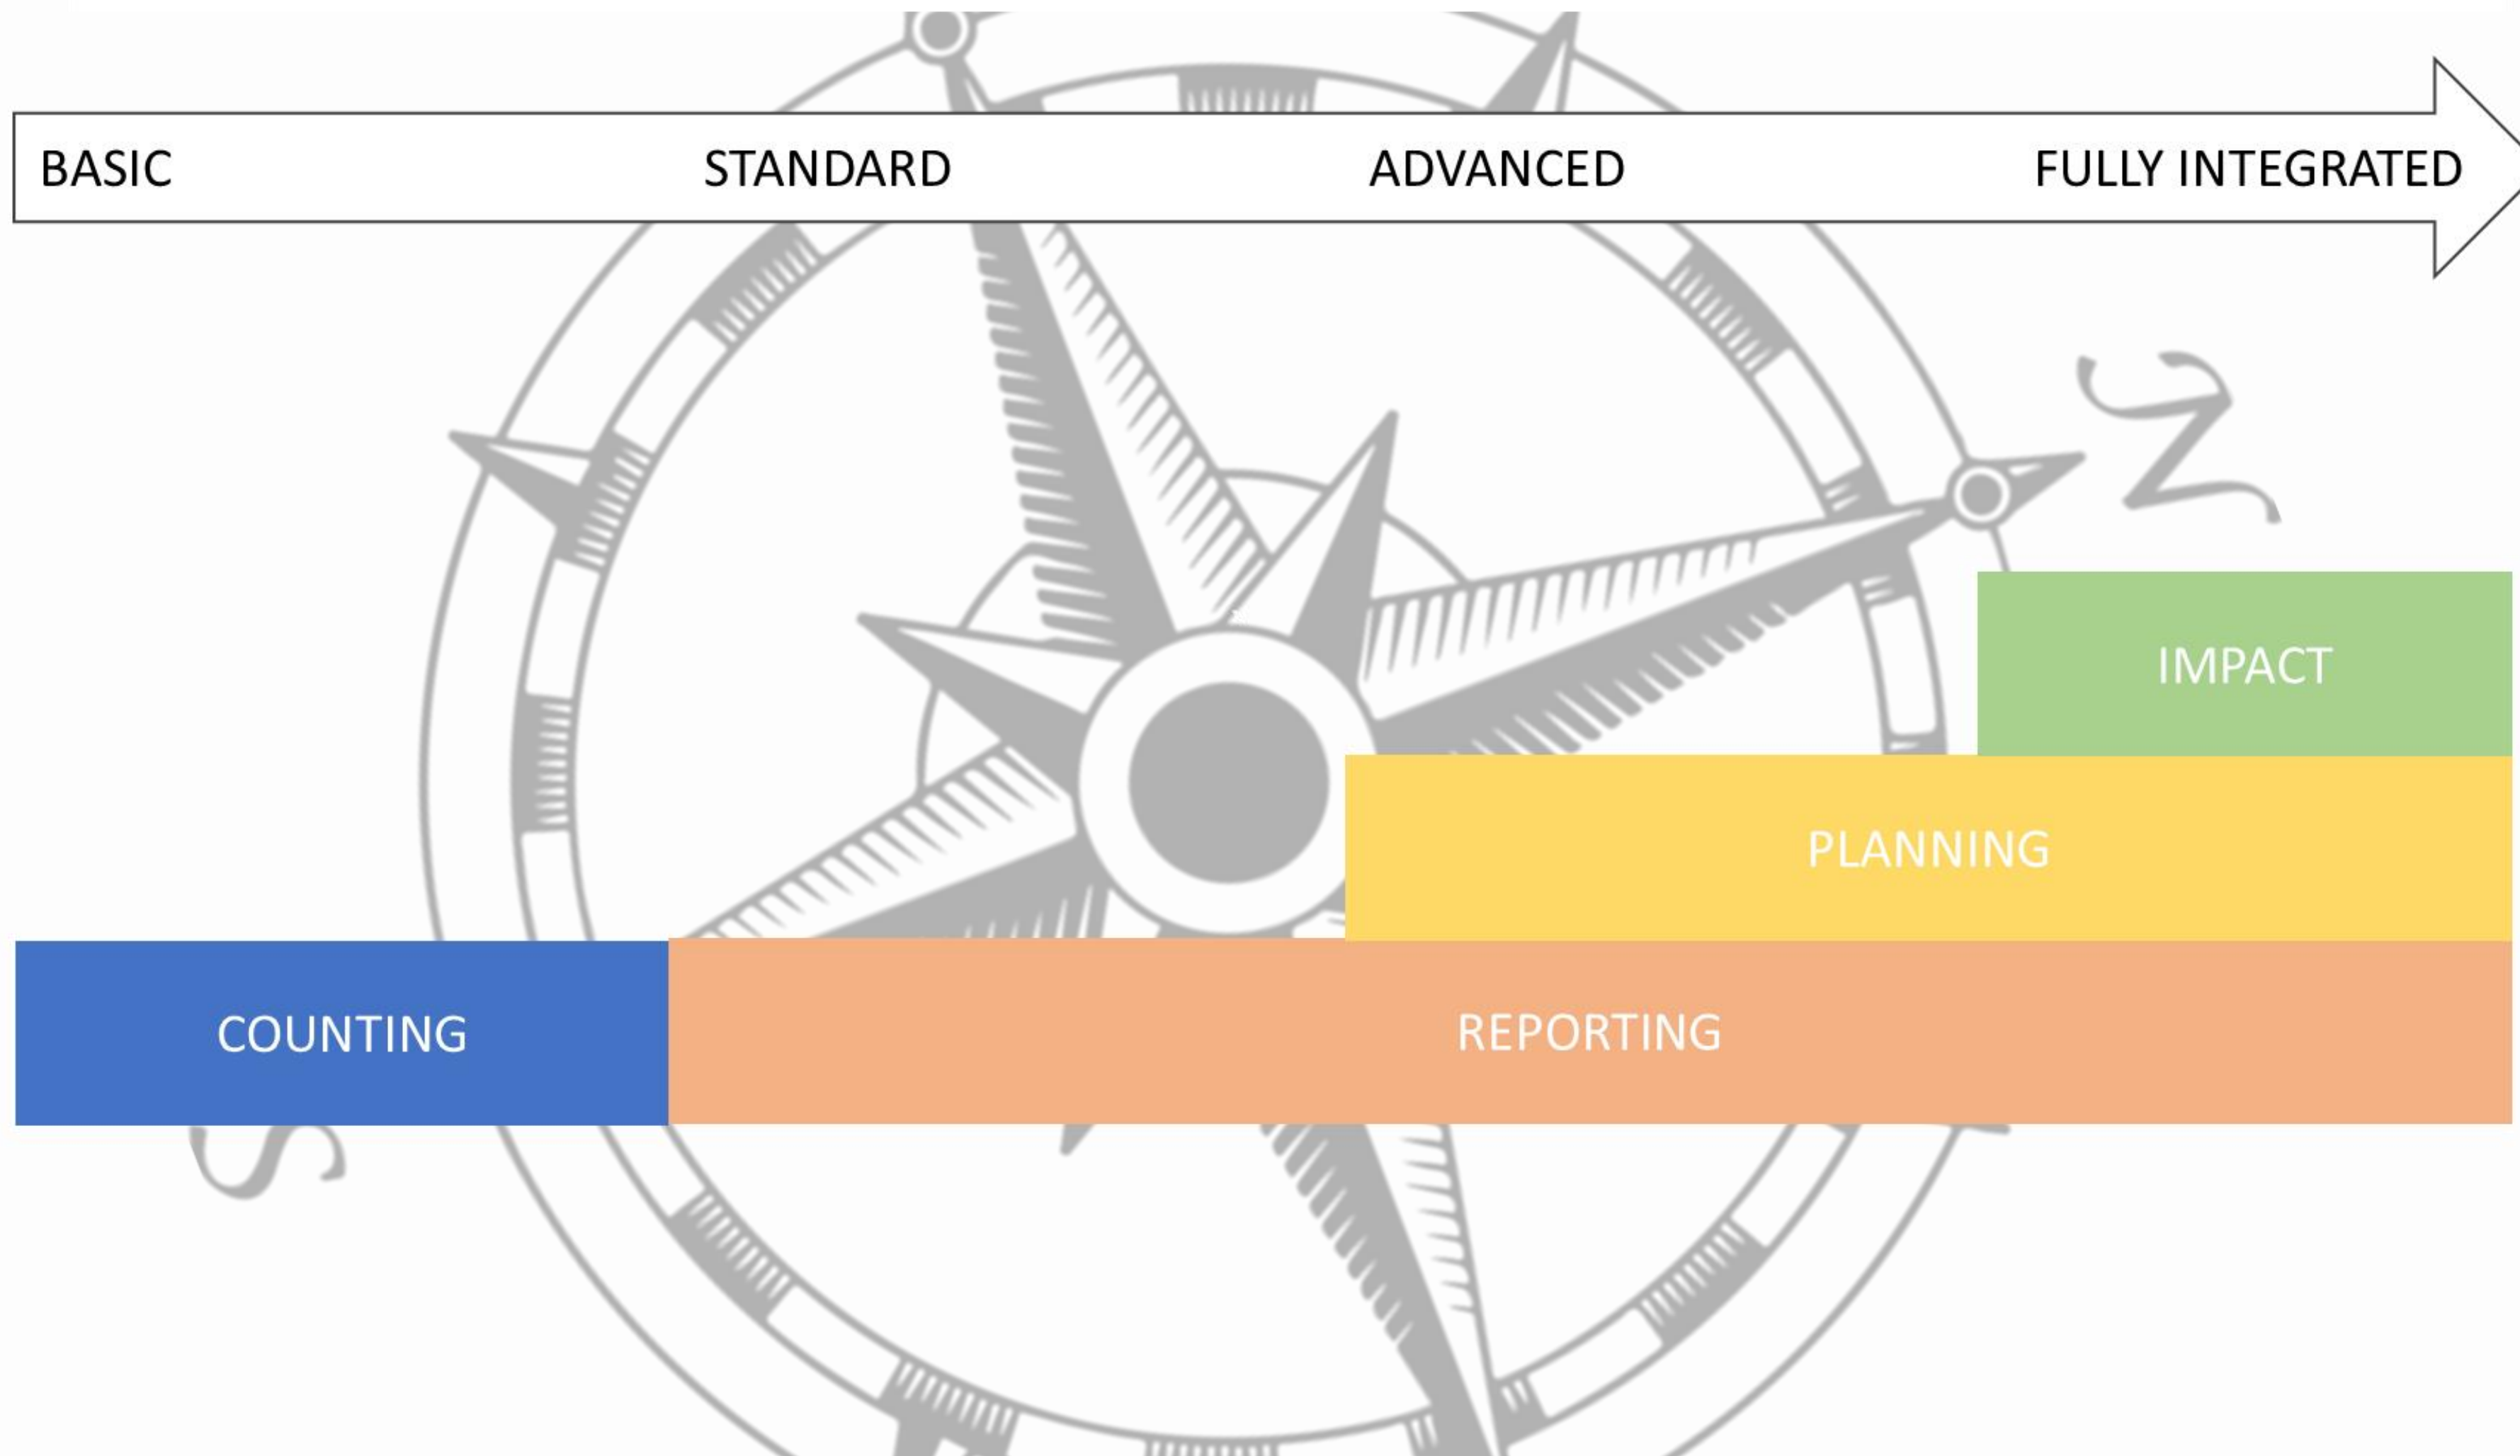 BASIC STANDARD ADVANCED FULLY INTEGRATED
N
IMPACT
PLANNING
COUNTING REPORTING
S